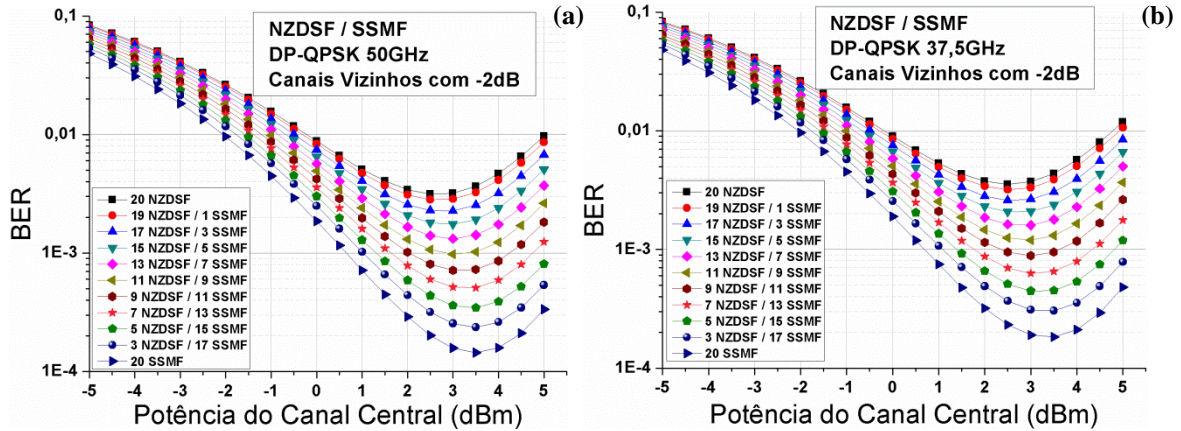 (a)
NZDSF / SSMF
DP-QPSK 50GHz
Canais Vizinhos com -2dB
BER
0,1
0,01
1E-3
1E-4
20 NZDSF
19 NZDSF / 1 SSMF
17 NZDSF / 3 SSMF
15 NZDSF / 5 SSMF
13 NZDSF / 7 SSMF
11 NZDSF / 9 SSMF
9 NZDSF / 11 SSMF
7 NZDSF / 13 SSMF
5 NZDSF / 15 SSMF
3 NZDSF / 17 SSMF
20 SSMF
-5 -4 -3 -2 -1 0 1 2 3 4 5
Potência do Canal Central (dBm)
(b)
NZDSF / SSMF
DP-QPSK 37,5GHz
Canais Vizinhos com -2dB
BER
0,1
0,01
1E-3
1E-4
20 NZDSF
19 NZDSF / 1 SSMF
17 NZDSF / 3 SSMF
15 NZDSF / 5 SSMF
13 NZDSF / 7 SSMF
11 NZDSF / 9 SSMF
9 NZDSF / 11 SSMF
7 NZDSF / 13 SSMF
5 NZDSF / 15 SSMF
3 NZDSF / 17 SSMF
20 SSMF
-5 -4 -3 -2 -1 0 1 2 3 4 5
Potência do Canal Central (dBm)